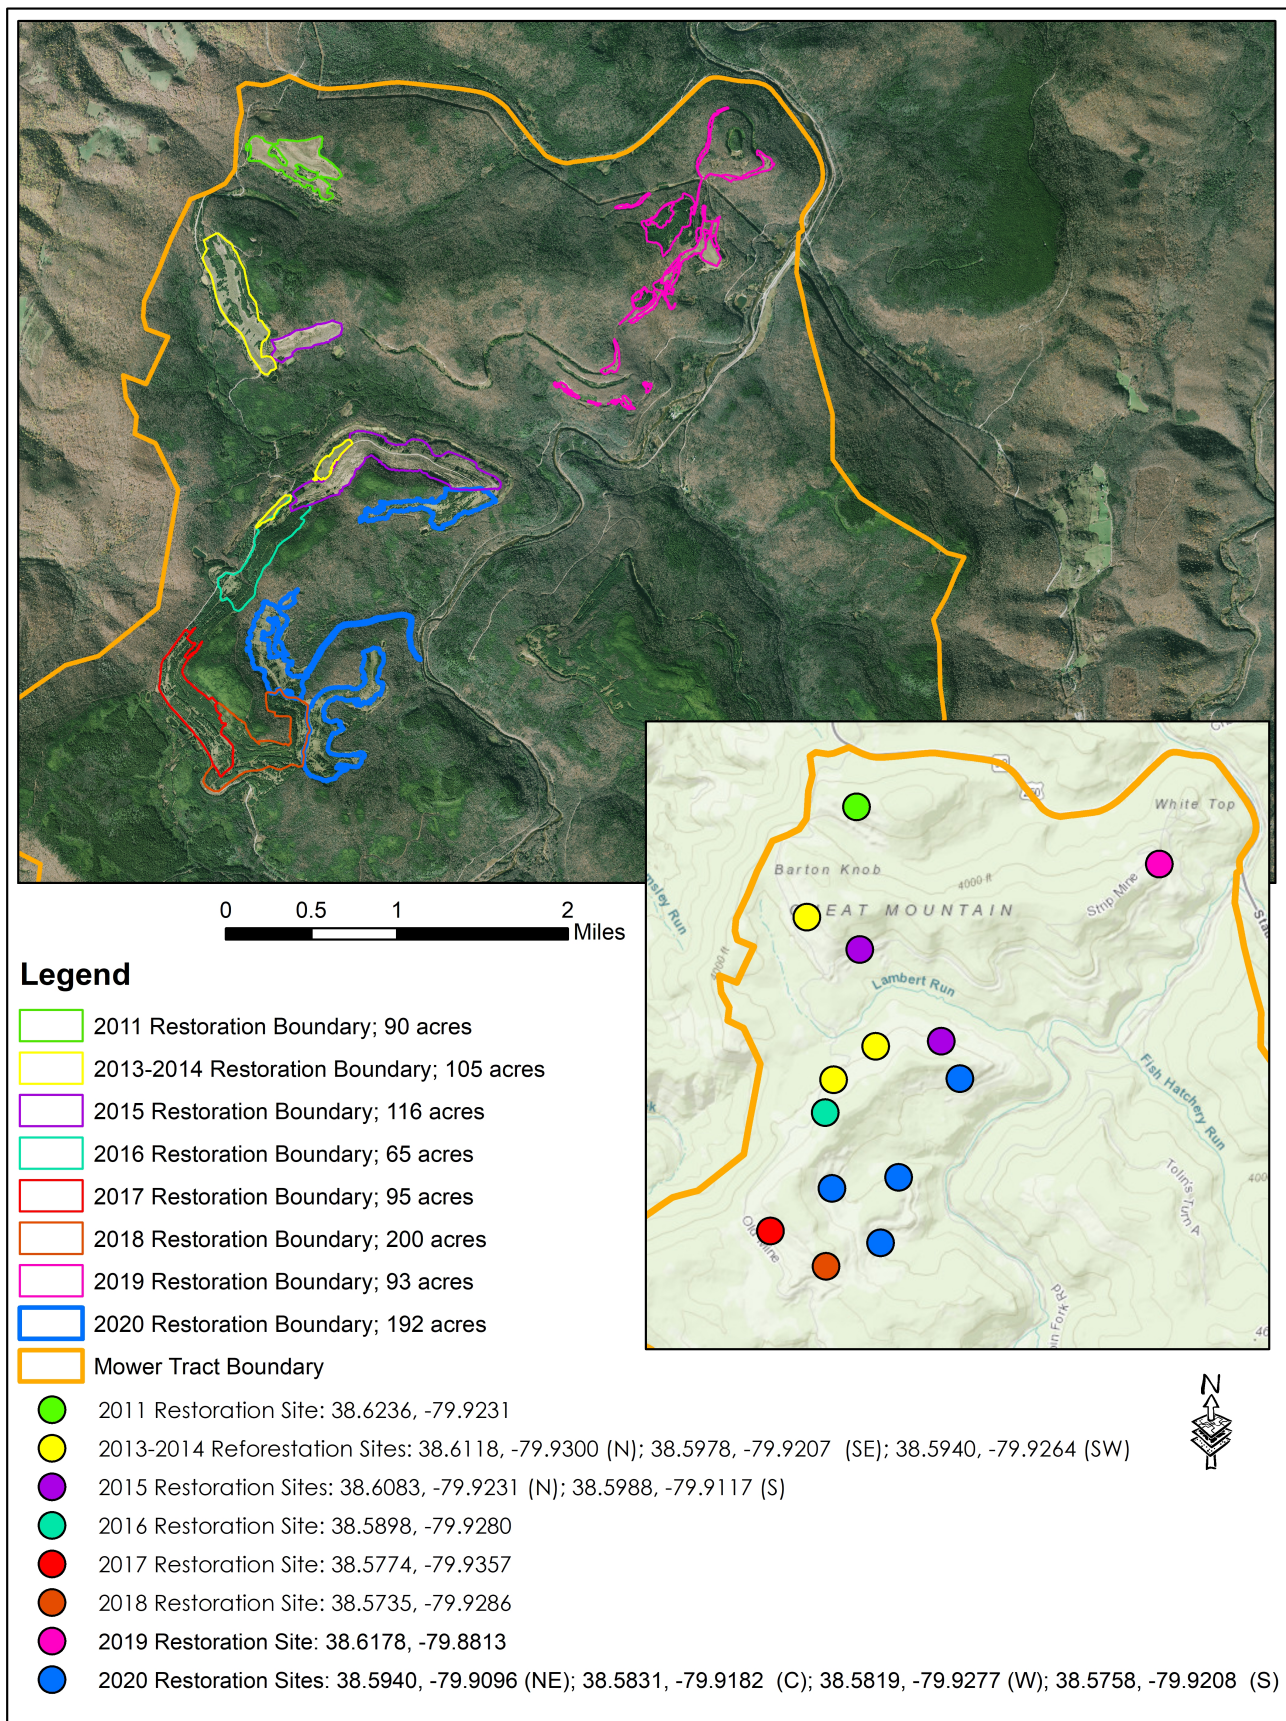 White Top
Barton Knob
4000 ft
Strip Mine
CHEAT MOUNTAIN
4000 ft
Lambert Run
Fish Hatchery Run
Tolin's Turn A
Old Mine
0 0.5 1 2 Miles
Legend
2011 Restoration Boundary; 90 acres
2013-2014 Restoration Boundary; 105 acres
2015 Restoration Boundary; 116 acres
2016 Restoration Boundary; 65 acres
2017 Restoration Boundary; 95 acres
2018 Restoration Boundary; 200 acres
2019 Restoration Boundary; 93 acres
2020 Restoration Boundary; 192 acres
Mower Tract Boundary
N
2011 Restoration Site: 38.6236, -79.9231
2013-2014 Reforestation Sites: 38.6118, -79.9300 (N); 38.5978, -79.9207 (SE); 38.5940, -79.9264 (SW)
2015 Restoration Sites: 38.6083, -79.9231 (N); 38.5988, -79.9117 (S)
2016 Restoration Site: 38.5898, -79.9280
2017 Restoration Site: 38.5774, -79.9357
2018 Restoration Site: 38.5735, -79.9286
2019 Restoration Site: 38.6178, -79.8813
2020 Restoration Sites: 38.5940, -79.9096 (NE); 38.5831, -79.9182 (C); 38.5819, -79.9277 (W); 38.5758, -79.9208 (S)